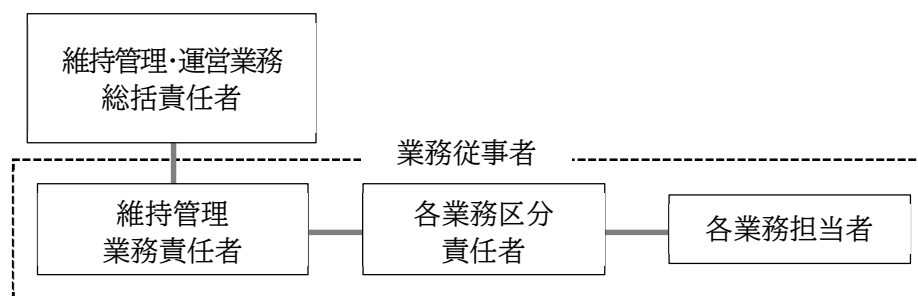 維持管理・運営業務
総括責任者
業務従事者
維持管理
業務責任者
各業務区分
責任者
各業務担当者